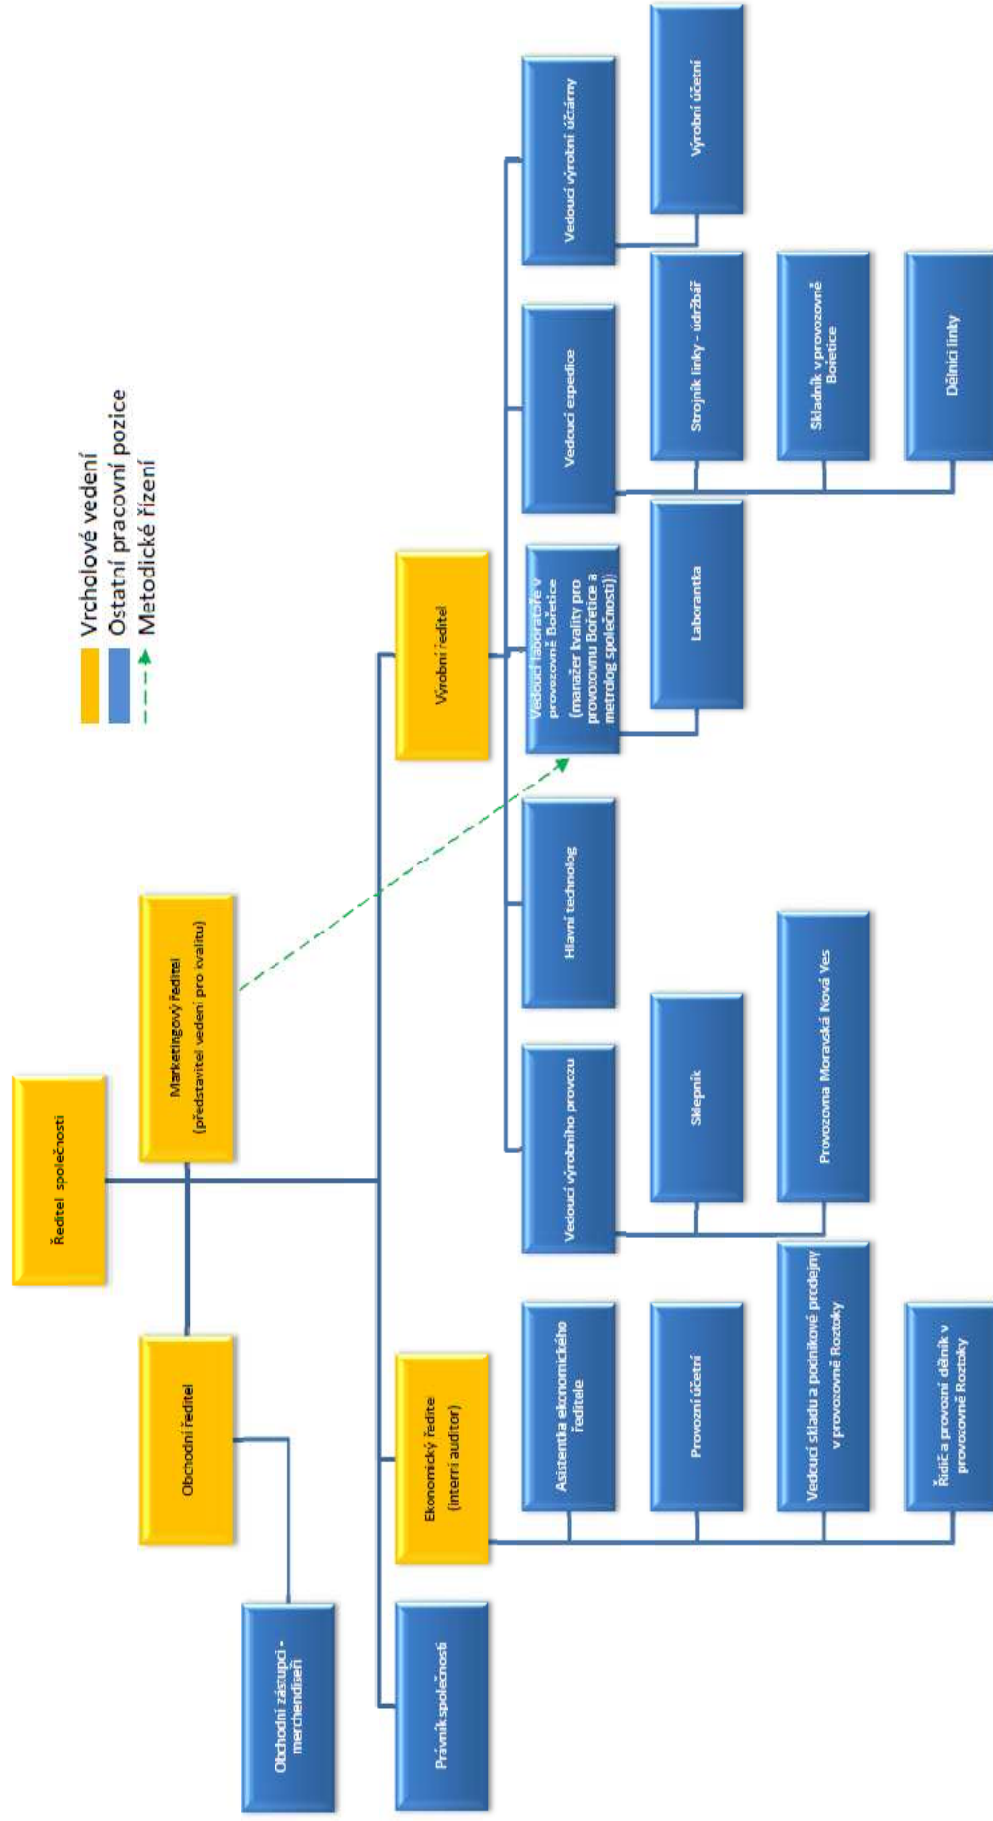 Vrcholové vedení
Ostatní pracovní pozice
Metodické řízení
Ředitel společnosti
Obchodní ředitel
Marketingový ředitel
(představitel vedení pro kvalitu)
Obchodní zástupci -
merchendiseři
Právník společnosti
Ekonomický ředite
(interní auditor)
Výrobní ředitel
Asistentka ekonomického
ředitele
Provozní účetní
Vedoucí skladu a podnikové prodejny
v provozovně Roztoky
Řidič a provozní dělník v
provozovně Roztoky
Vedoucí výrobního provozu
Sklepník
Provozovna Moravská Nová Ves
Hlavní technolog
Vedoucí laboratoře v
provozovně Bořetice
(manažer kvality pro
provozovnu Bořetice a
metrolog společnosti))
Laborantka
Vedoucí expedice
Strojník linky – údržbář
Skladník v provozovně
Bořetice
Dělníci linky
Vedoucí výrobní účtárny
Výrobní účetní